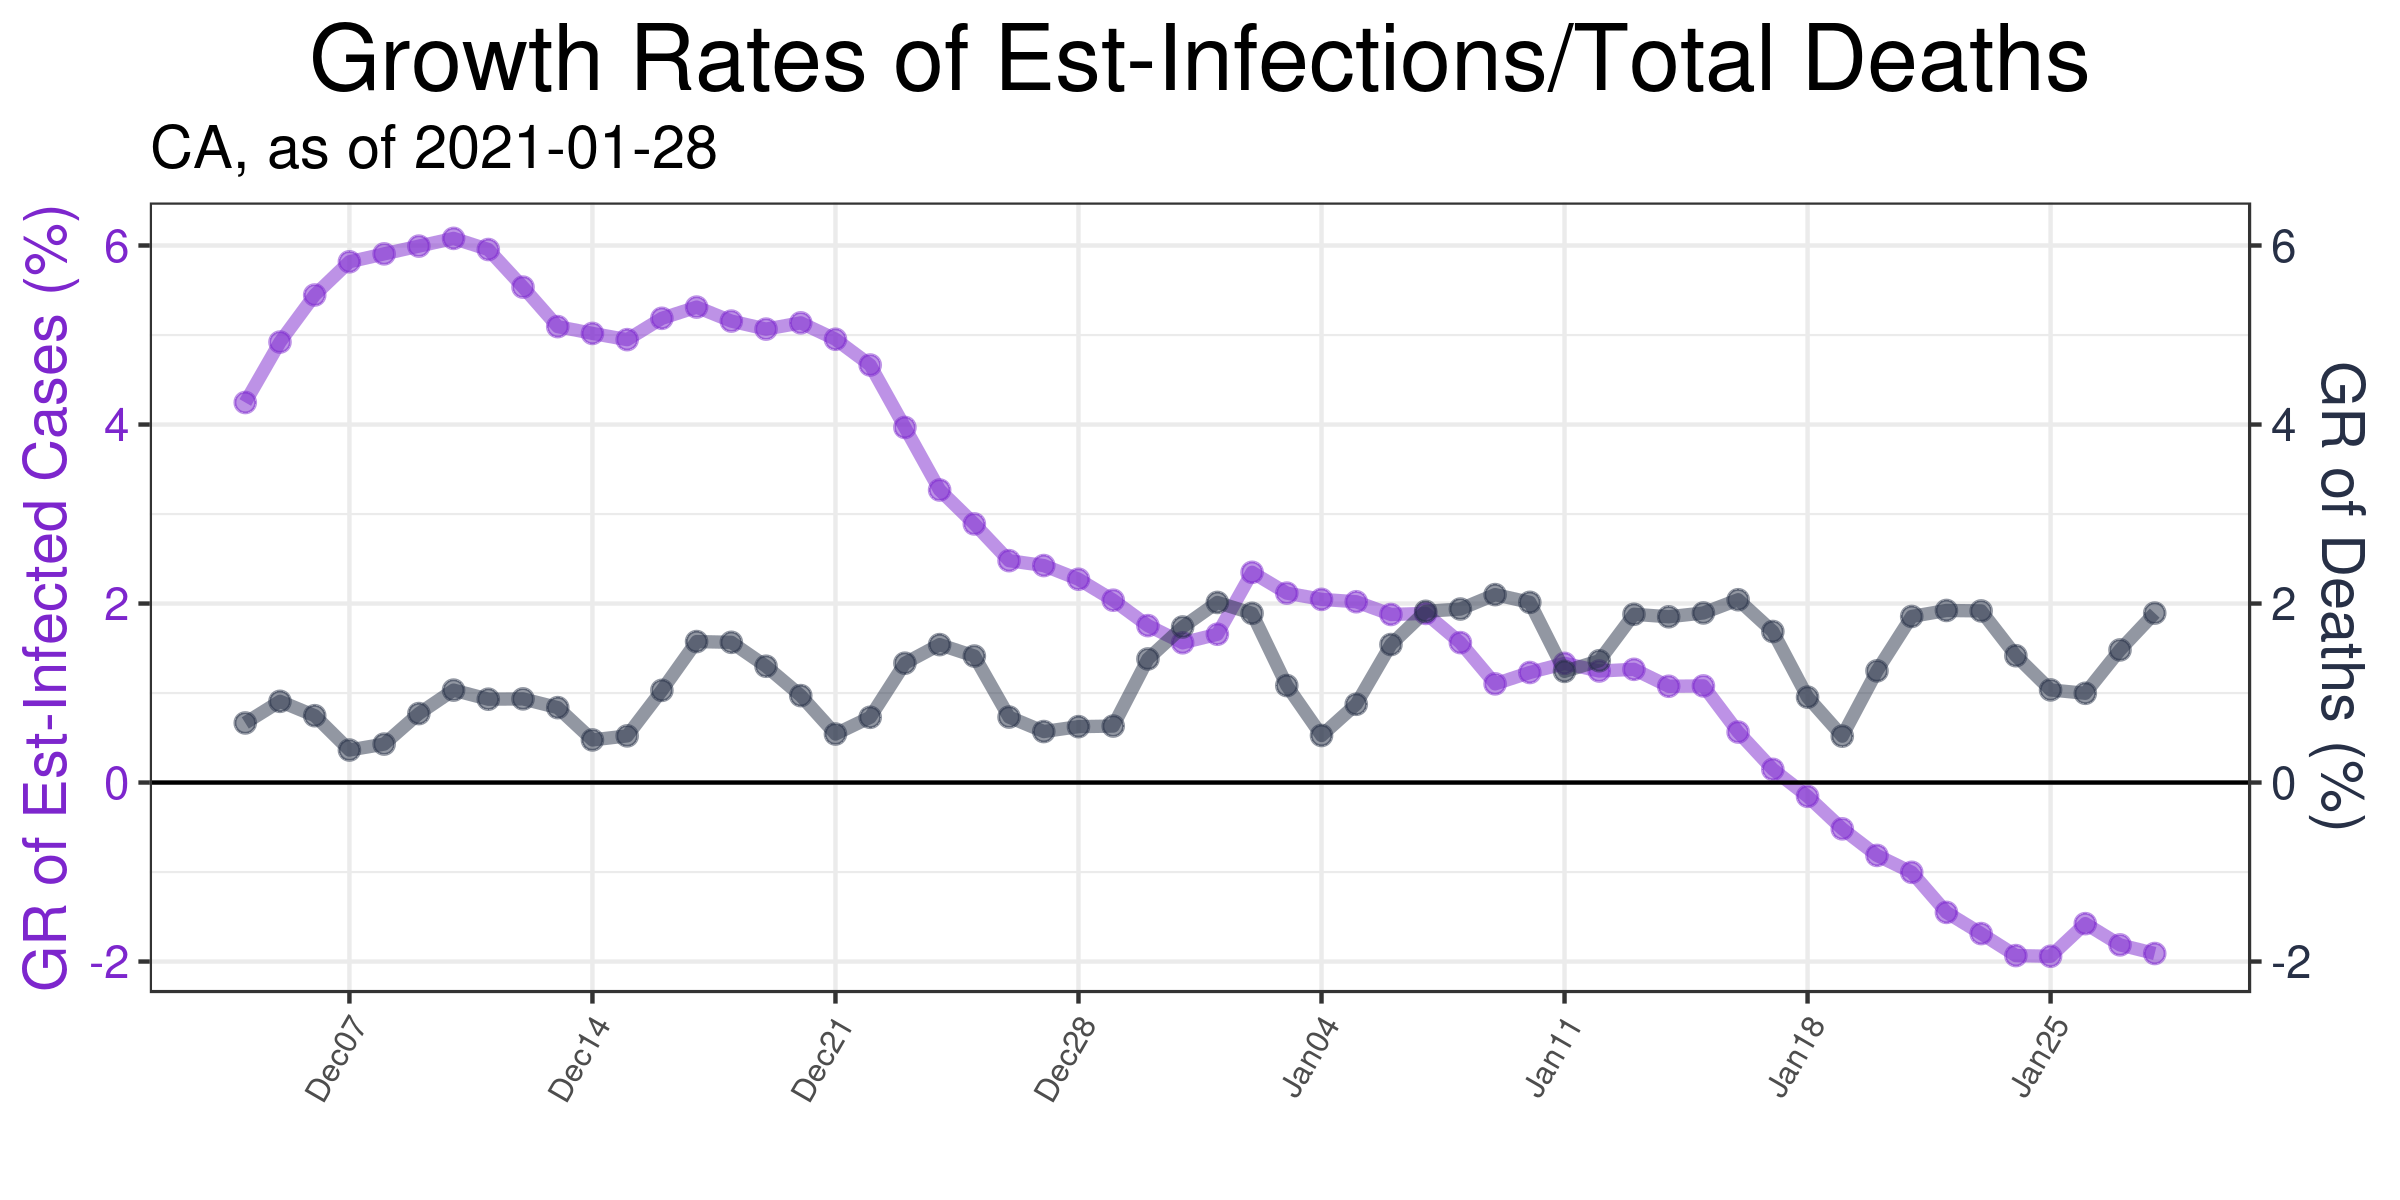 Growth Rates of Est-Infections/Total Deaths
CA, as of 2021-01-28
GR of Est-Infected Cases (%)
6
4
2
0
-2
6
4
2
0
-2
GR of Deaths (%)
Dec07
Dec14
Dec21
Dec28
Jan04
Jan11
Jan18
Jan25